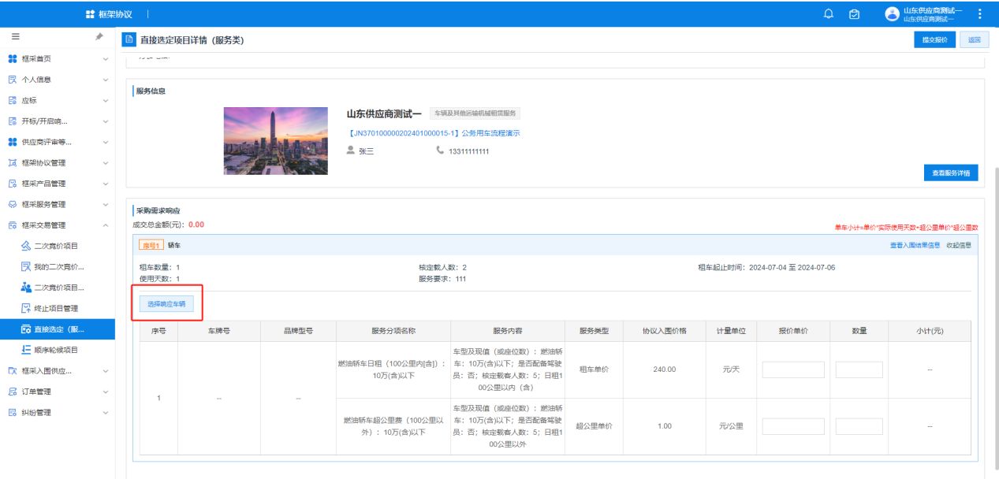 框架协议
山东供应商测试一
山东供应商测试一
直接选定项目详情（服务类）
提交报价
返回
框采首页
个人信息
应标
开标/开启响...
供应商评审等...
框架协议管理
框采产品管理
框采服务管理
框采交易管理
二次竞价项目
我的二次竞价...
二次竞价项目...
终止项目管理
直接选定（服...
顺序轮候项目
框采入围供应...
订单管理
纠纷管理
服务信息
山东供应商测试一 车辆及其他运输机械租赁服务
【JN370100000202401000015-1】公务用车流程演示
张三 13311111111
查看服务详情
采购需求响应
成交总金额(元)：0.00
单车小计=单价*实际使用天数+超公里单价*超公里数
序号1 轿车 查看入围结果信息 收起信息
租车数量：1 核定载人数：2 租车起止时间：2024-07-04 至 2024-07-06
使用天数：1 服务要求：111
选择响应车辆
序号 车牌号 品牌型号 服务分项名称 服务内容 服务类型 协议入围价格 计量单位 报价单价 数量 小计(元)
1 -- --
燃油轿车日租（100公里内[含]）：
10万(含)以下
车型及现值（或座位数）：燃油轿
车：10万(含)以下；是否配备驾驶
员：否；核定载客人数：5；日租1
00公里以内（含）
租车单价 240.00 元/天 --
燃油轿车超公里费（100公里以
外）：10万(含)以下
车型及现值（或座位数）：燃油轿
车：10万(含)以下；是否配备驾驶
员：否；核定载客人数：5；日租1
00公里以外
超公里单价 1.00 元/公里 --